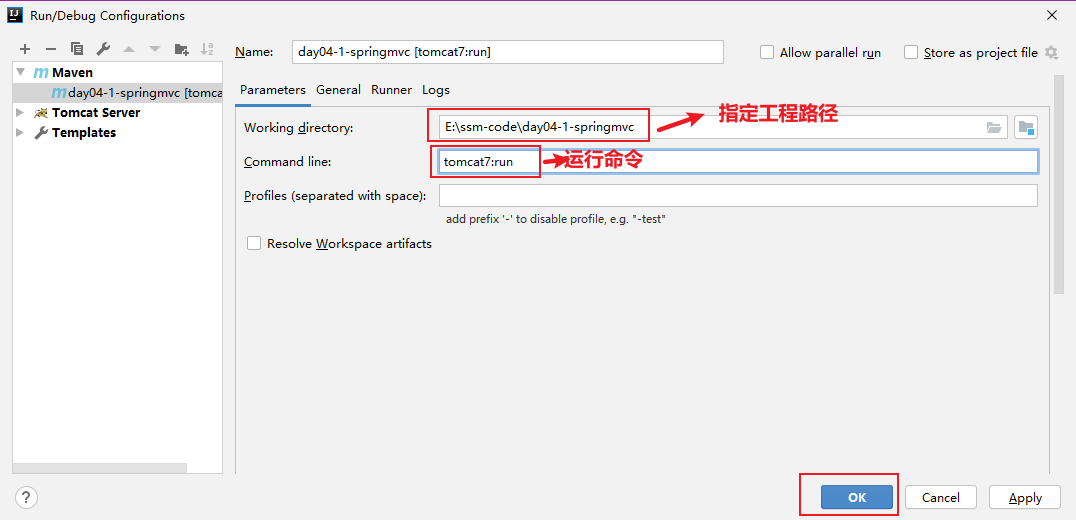 Run/Debug Configurations
Name: day04-1-springmvc [tomcat7:run] Allow parallel run Store as project file
Maven
day04-1-springmvc [tomca
Tomcat Server
Templates
Parameters General Runner Logs
Working directory: E:\ssm-code\day04-1-springmvc 指定工程路径
Command line: tomcat7:run 运行命令
Profiles (separated with space):
add prefix '-' to disable profile, e.g. "-test"
Resolve Workspace artifacts
? OK Cancel Apply